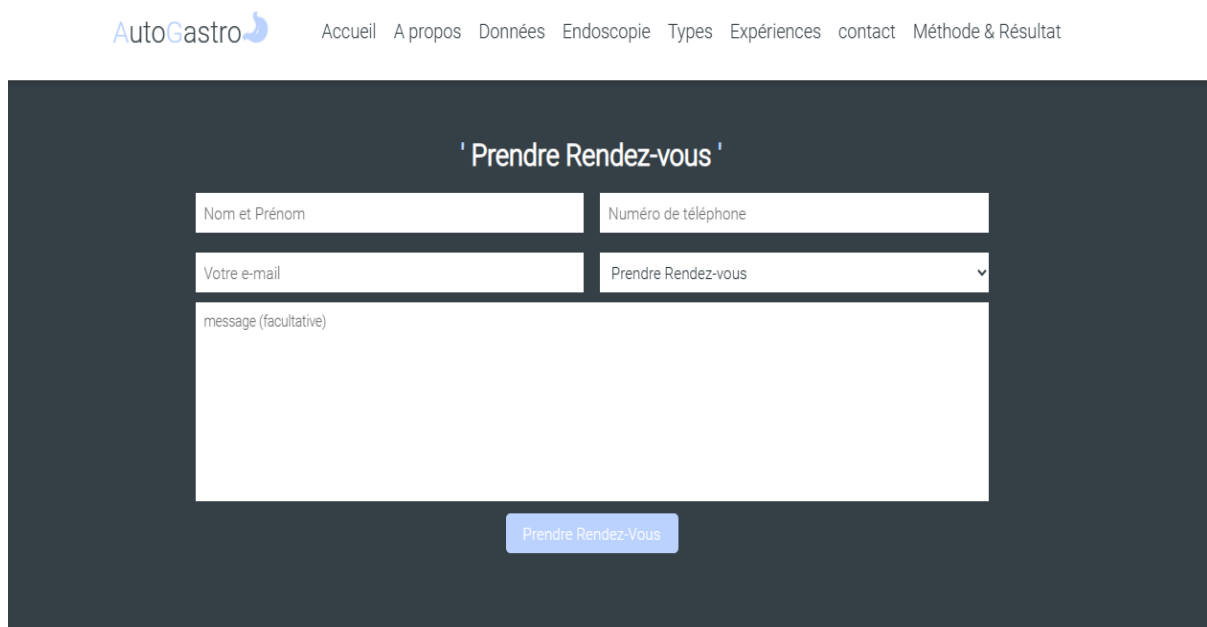 AutoGastro Accueil A propos Données Endoscopie Types Expériences contact Méthode & Résultat
' Prendre Rendez-vous '
Nom et Prénom Numéro de téléphone
Votre e-mail Prendre Rendez-vous
message (facultative)
Prendre Rendez-Vous